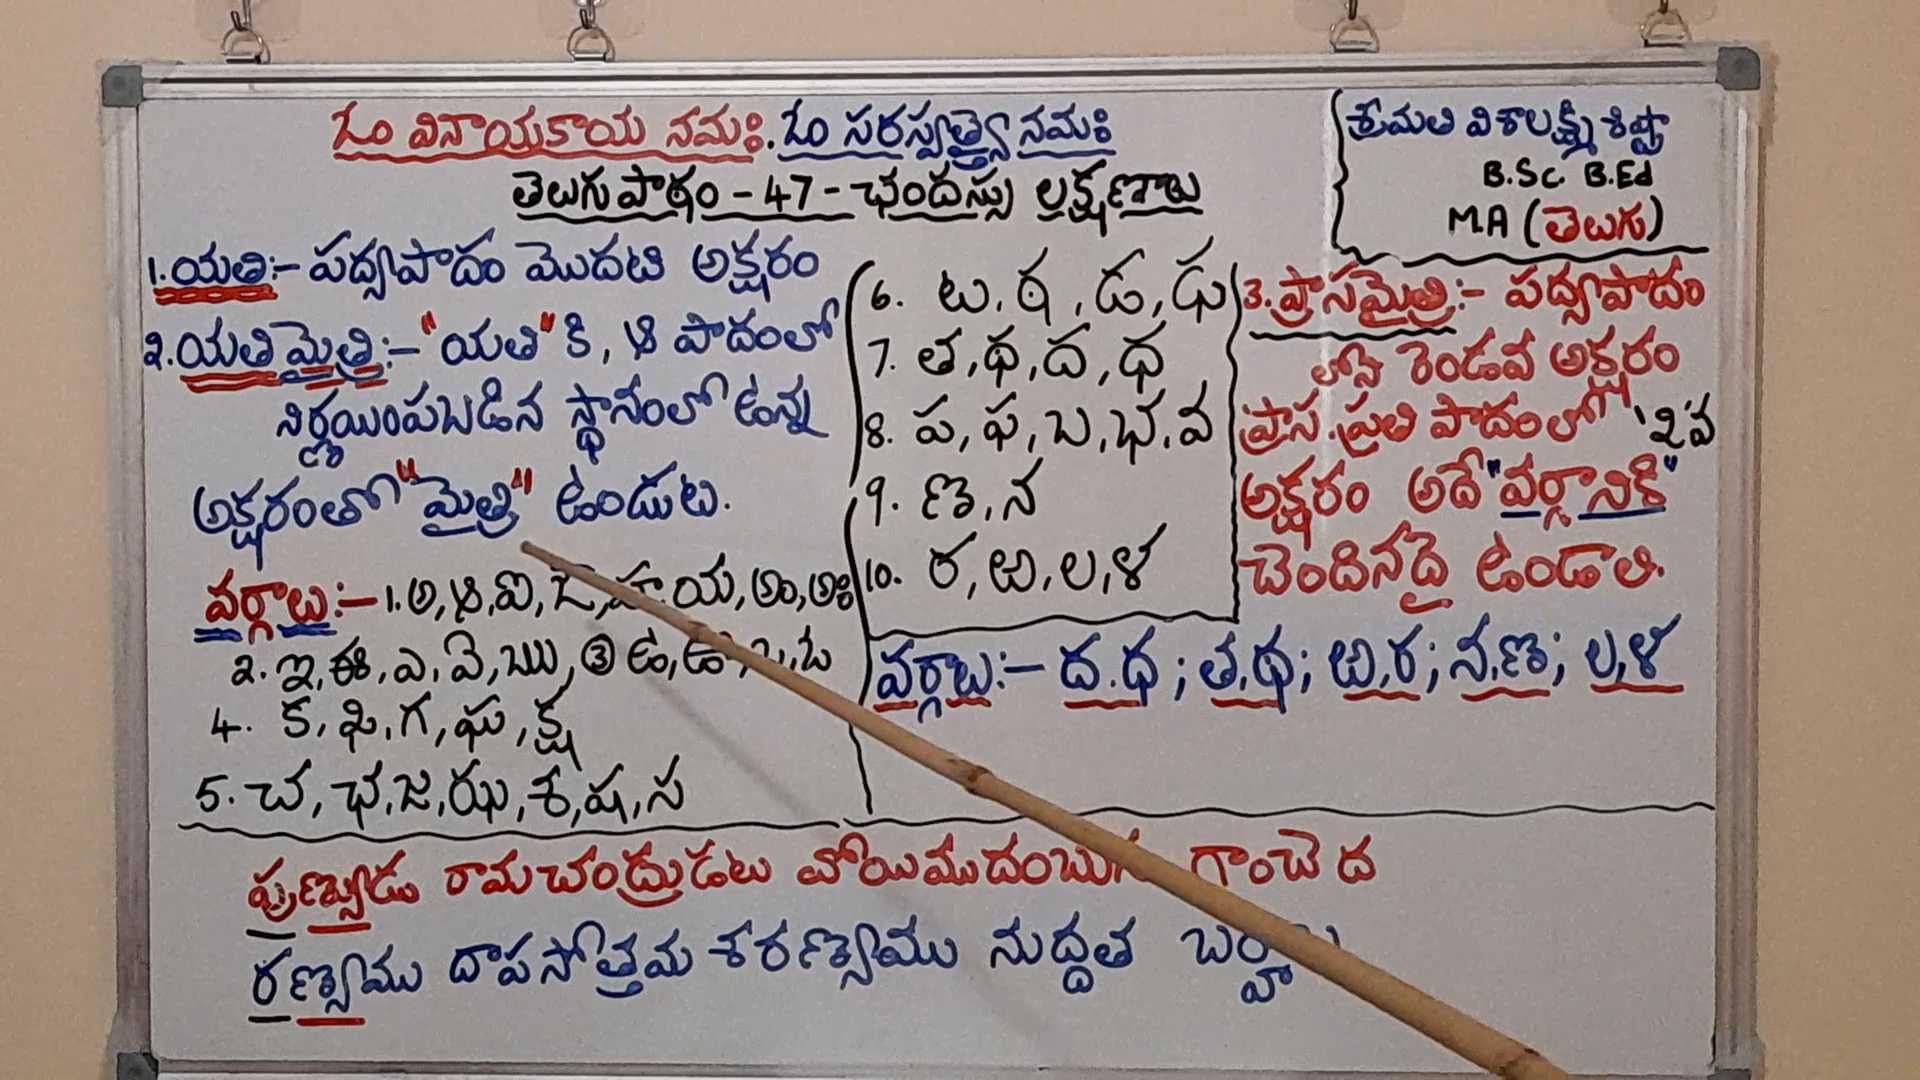 ఓం వినాయకాయ నమః. ఓం సరస్వత్యై నమః
తెలుగు పాఠం - 47 - ఛందస్సు లక్షణాలు
శ్రీమతి విశాలక్ష్మి శిష్టా
B.Sc. B.Ed
M.A (తెలుగు)
1. యతి:- పద్యపాదం మొదటి అక్షరం
2. యతిమైత్రి:- "యతి" కి, ఆ పాదంలో
నిర్ణయింపబడిన స్థానంలో ఉన్న
అక్షరంతో "మైత్రి" ఉండుట.
వర్గాలు:- 1. అ, ఆ, ఐ, ఔ, హ, య, అం, అః
2. ఇ, ఈ, ఎ, ఏ, ఋ, ③ ఉ, ఊ, ఒ, ఓ
4. క, ఖ, గ, ఘ, క్ష
5. చ, ఛ, జ, ఝ, శ, ష, స
6. ట, ఠ, డ, ఢ
7. త, థ, ద, ధ
8. ప, ఫ, బ, భ, వ
9. ణ, న
10. ర, ఱ, ల, ళ
3. ప్రాసమైత్రి:- పద్యపాదం
లోని రెండవ అక్షరం
ప్రాస. ప్రతి పాదంలో '2'వ
అక్షరం అదే "వర్గానికి"
చెందినదై ఉండాలి.
వర్గాలు:- ద.ధ; త,థ; ఱ,ర; న,ణ; ల,ళ
పుణ్యుడు రామచంద్రుడటు వోయిముదంబున గాంచె ద
రణ్యము దాపసోత్తమ శరణ్యము నుద్దత బర్హి